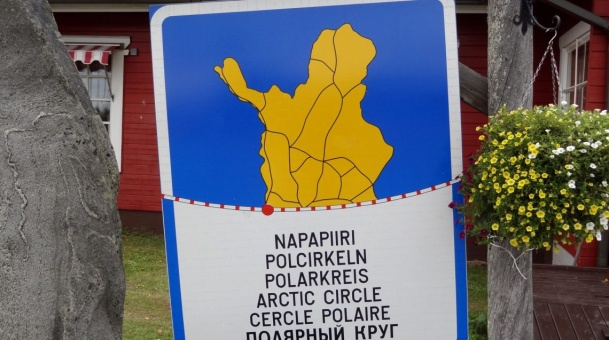 NAPAPIIRI
POLCIRKELN
POLARKREIS
ARCTIC CIRCLE
CERCLE POLAIRE
ПОЛЯРНЫЙ КРУГ